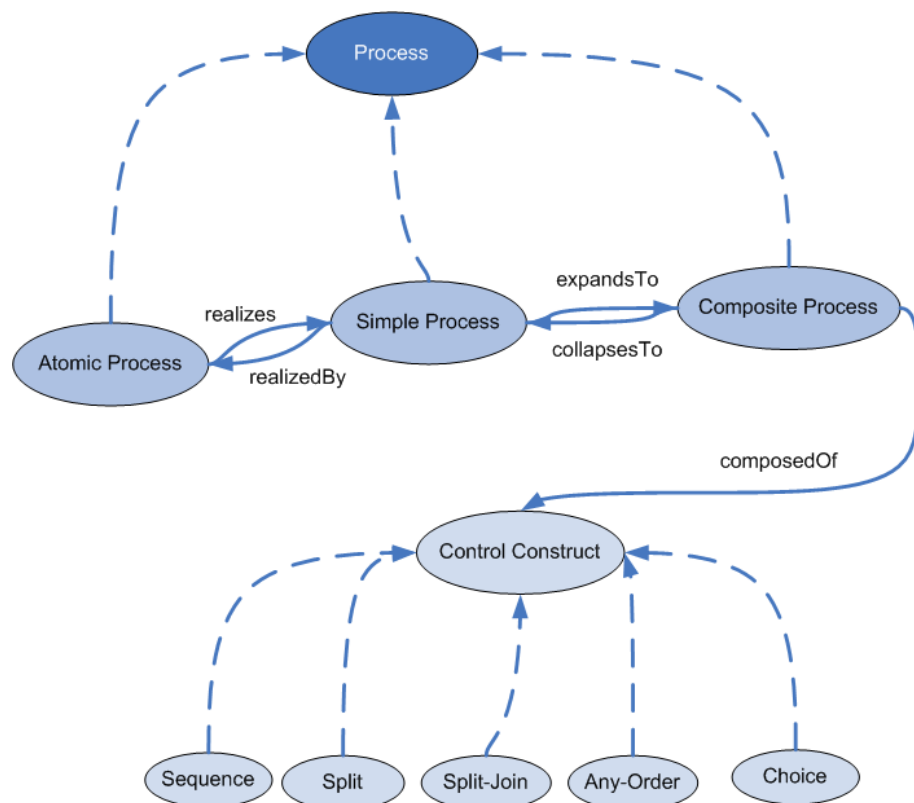 Process
expandsTo
realizes
Simple Process
Composite Process
collapsesTo
Atomic Process
realizedBy
composedOf
Control Construct
Sequence
Split
Split-Join
Any-Order
Choice